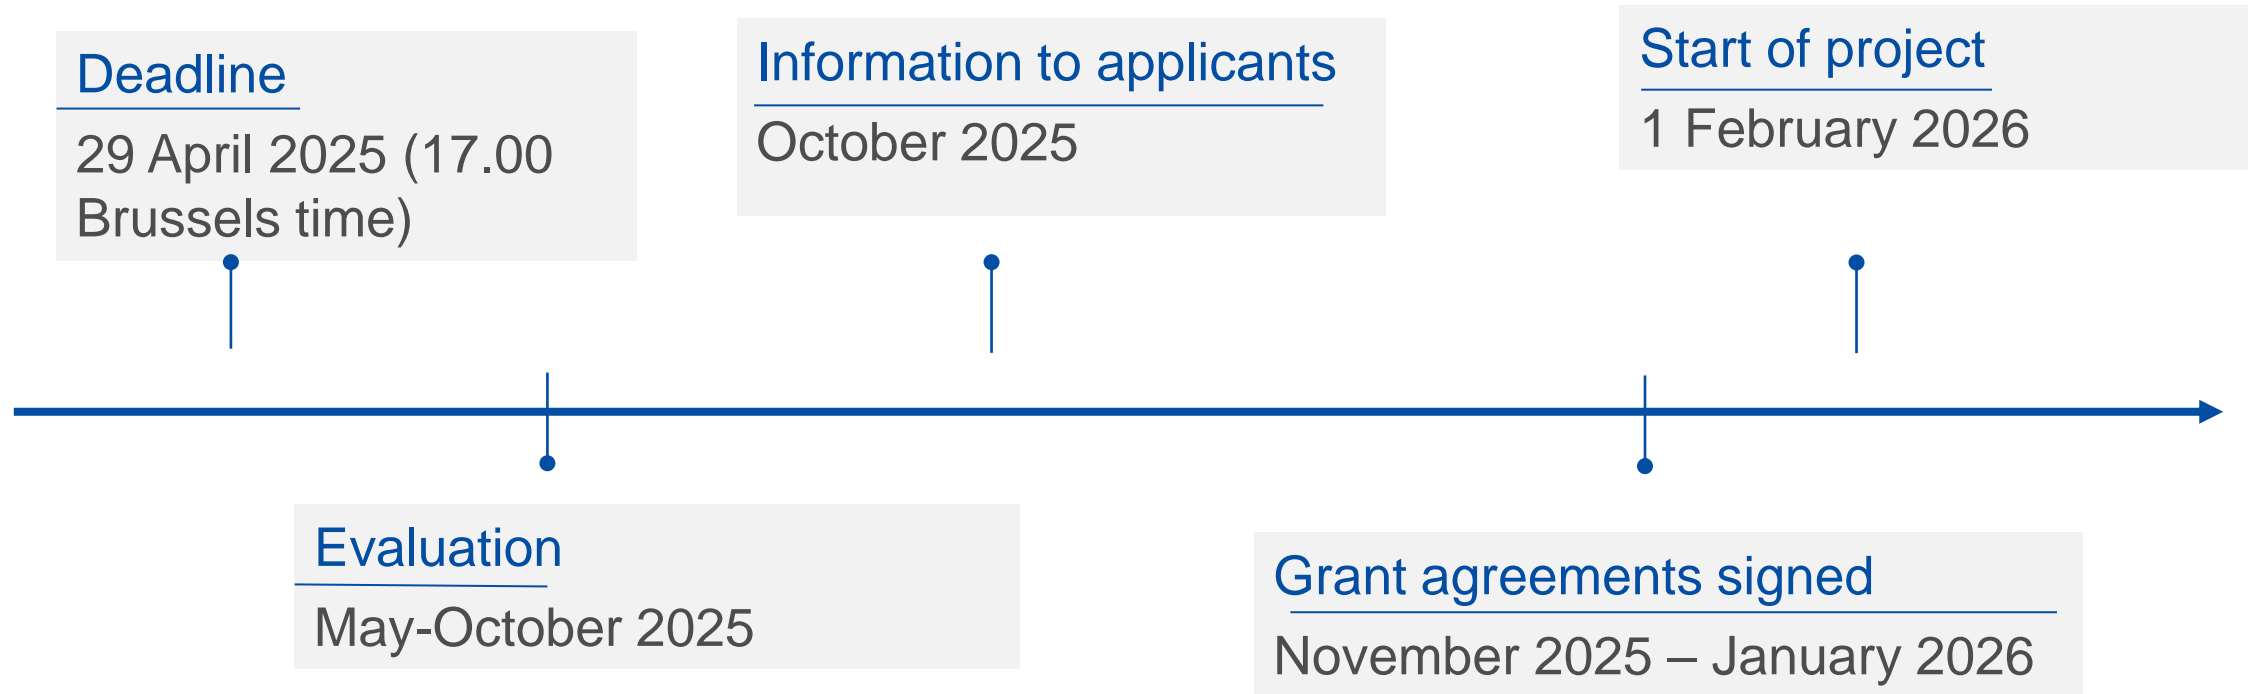 Deadline
29 April 2025 (17.00
Brussels time)
Information to applicants
October 2025
Start of project
1 February 2026
Evaluation
May-October 2025
Grant agreements signed
November 2025 – January 2026